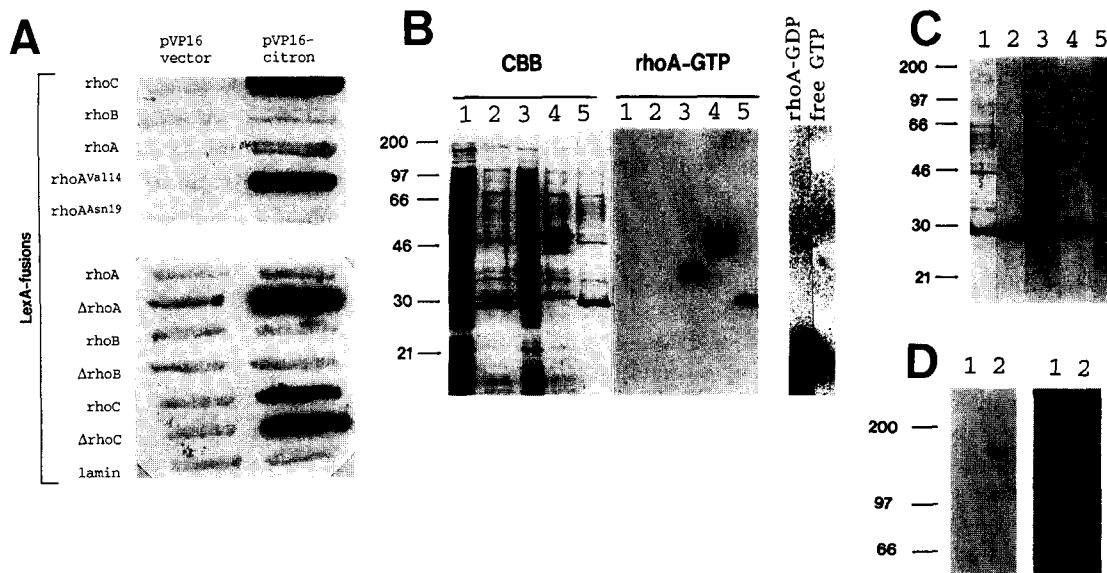 A
pVP16 vector
pVP16-citron
LexA-fusions
rhoC
rhoB
rhoA
rhoAVal14
rhoAAsn19
rhoA
ΔrhoA
rhoB
ΔrhoB
rhoC
ΔrhoC
lamin
B
CBB
rhoA-GTP
rhoA-GDP
free GTP
1 2 3 4 5
1 2 3 4 5
200
97
66
46
30
21
C
1 2 3 4 5
200
97
66
46
30
21
D
1 2
1 2
200
97
66